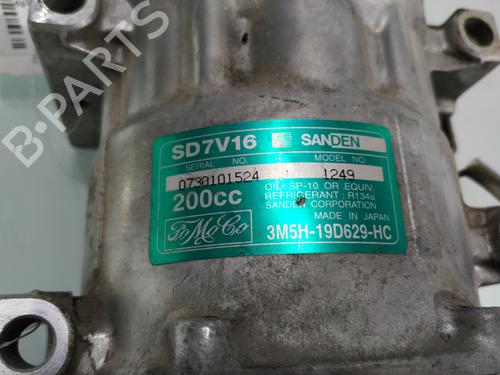 SD7V16 SANDEN
SERIAL NO. MODEL NO.
0730101524 1249
200cc OIL: SP-10 OR EQUIV.
REFRIGERANT: R134a
SANDEN CORPORATION
MADE IN JAPAN
FoMoCo 3M5H-19D629-HC
B-PARTS